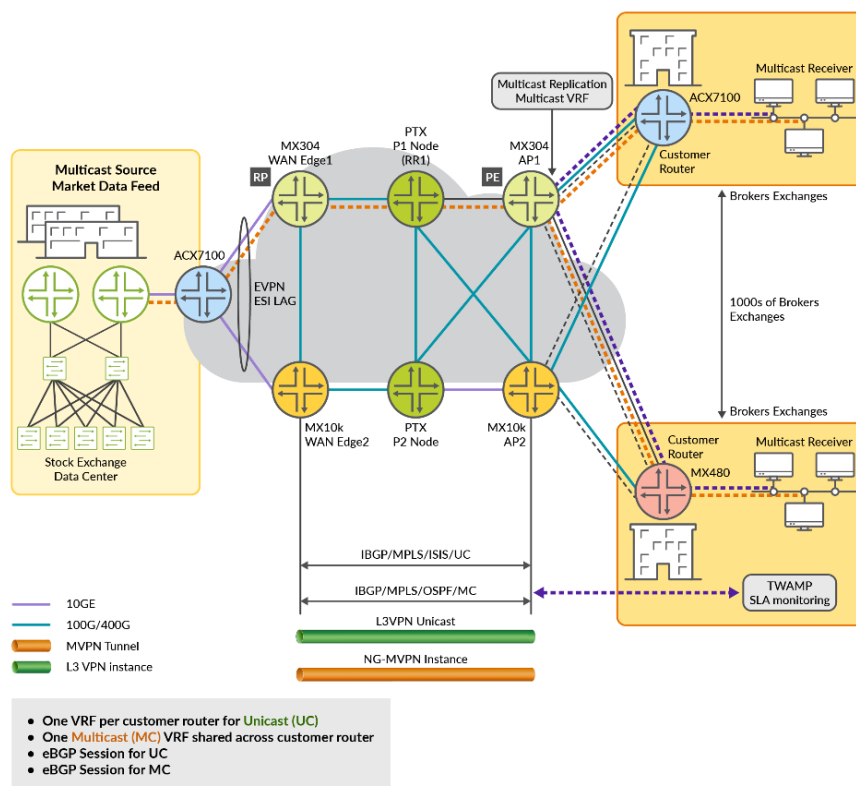 Multicast Receiver
ACX7100
Customer
Router
Multicast Replication
Multicast VRF
Brokers Exchanges
PTX
P1 Node
(RR1)
MX304
WAN Edge1
MX304
AP1
RP
PE
Multicast Source
Market Data Feed
ACX7100
EVPN
ESI LAG
1000s of Brokers
Exchanges
Brokers Exchanges
MX10k
WAN Edge2
PTX
P2 Node
MX10k
AP2
Stock Exchange
Data Center
Customer
Router
Multicast Receiver
MX480
IBGP/MPLS/ISIS/UC
IBGP/MPLS/OSPF/MC
TWAMP
SLA monitoring
L3VPN Unicast
NG-MVPN Instance
10GE
100G/400G
MVPN Tunnel
L3 VPN instance
• One VRF per customer router for Unicast (UC)
• One Multicast (MC) VRF shared across customer router
• eBGP Session for UC
• eBGP Session for MC